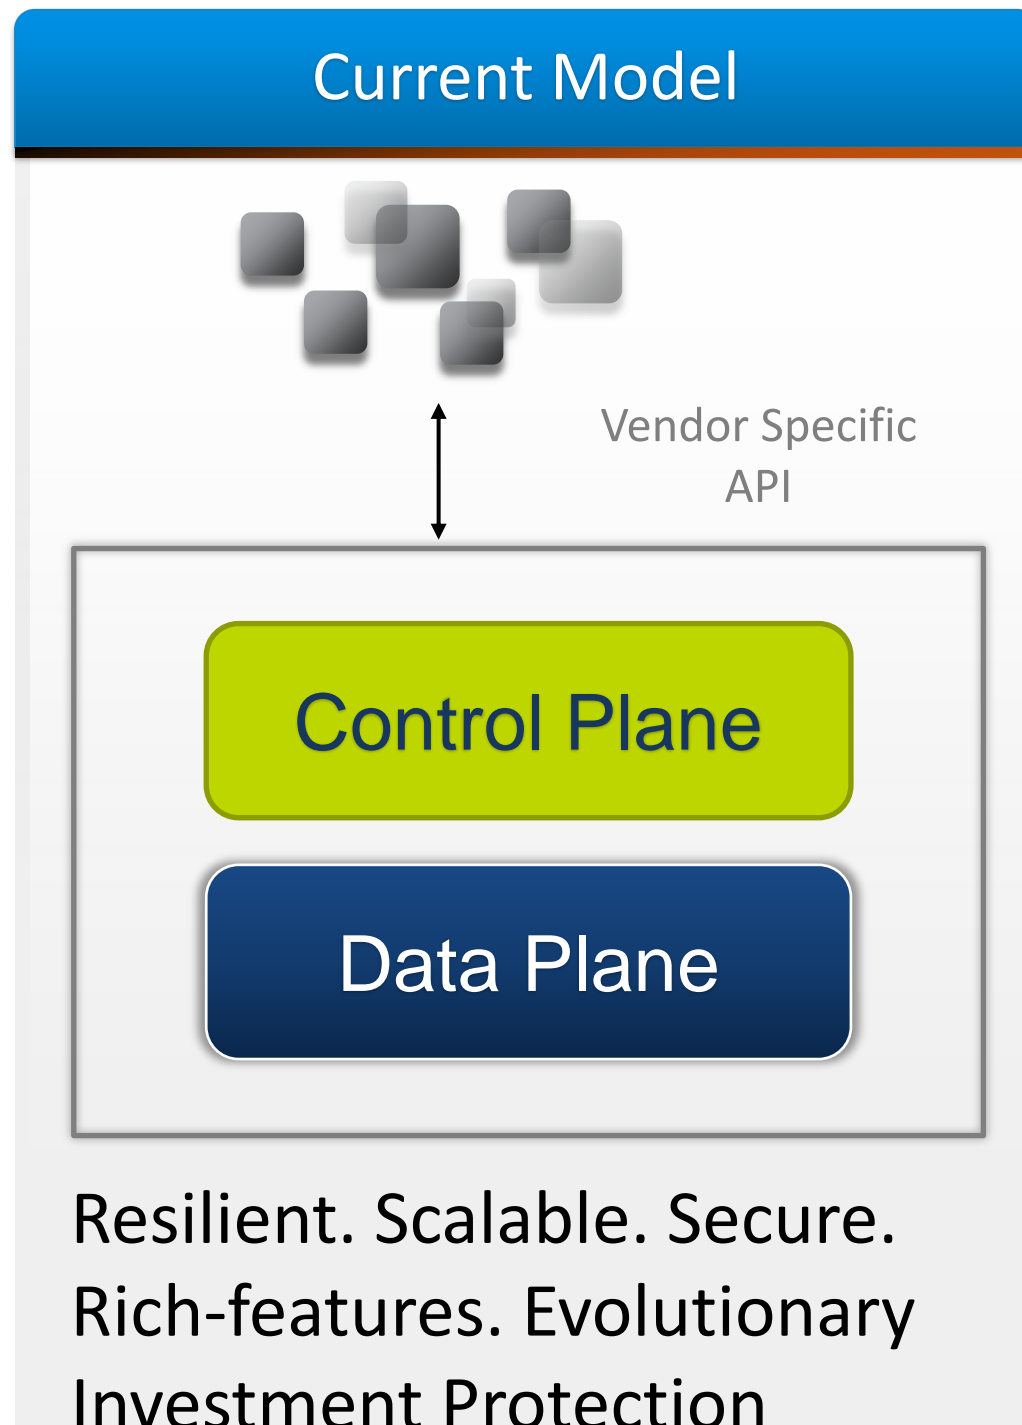 Current Model
Vendor Specific
API
Control Plane
Data Plane
Resilient. Scalable. Secure.
Rich-features. Evolutionary
Investment Protection